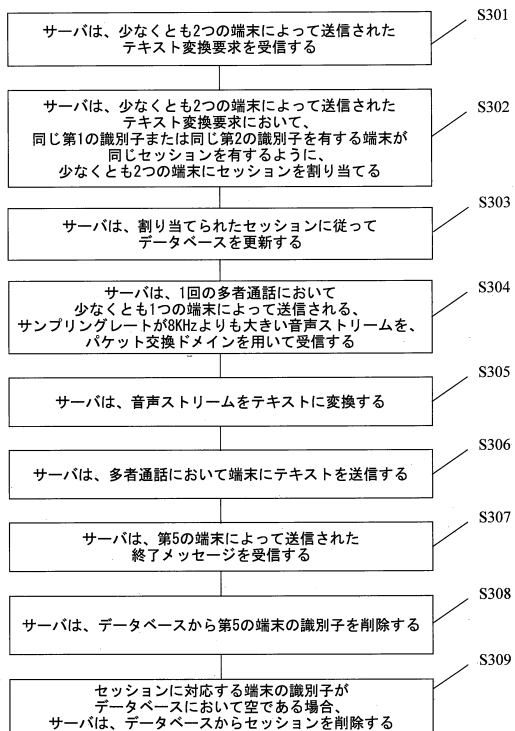 サーバは、少なくとも2つの端末によって送信された
テキスト変換要求を受信する
S301
サーバは、少なくとも2つの端末によって送信された
テキスト変換要求において、
同じ第1の識別子または同じ第2の識別子を有する端末が
同じセッションを有するように、
少なくとも2つの端末にセッションを割り当てる
S302
サーバは、割り当てられたセッションに従って
データベースを更新する
S303
サーバは、1回の多者通話において
少なくとも1つの端末によって送信される、
サンプリングレートが8KHzよりも大きい音声ストリームを、
パケット交換ドメインを用いて受信する
S304
サーバは、音声ストリームをテキストに変換する
S305
サーバは、多者通話において端末にテキストを送信する
S306
サーバは、第5の端末によって送信された
終了メッセージを受信する
S307
サーバは、データベースから第5の端末の識別子を削除する
S308
セッションに対応する端末の識別子が
データベースにおいて空である場合、
サーバは、データベースからセッションを削除する
S309